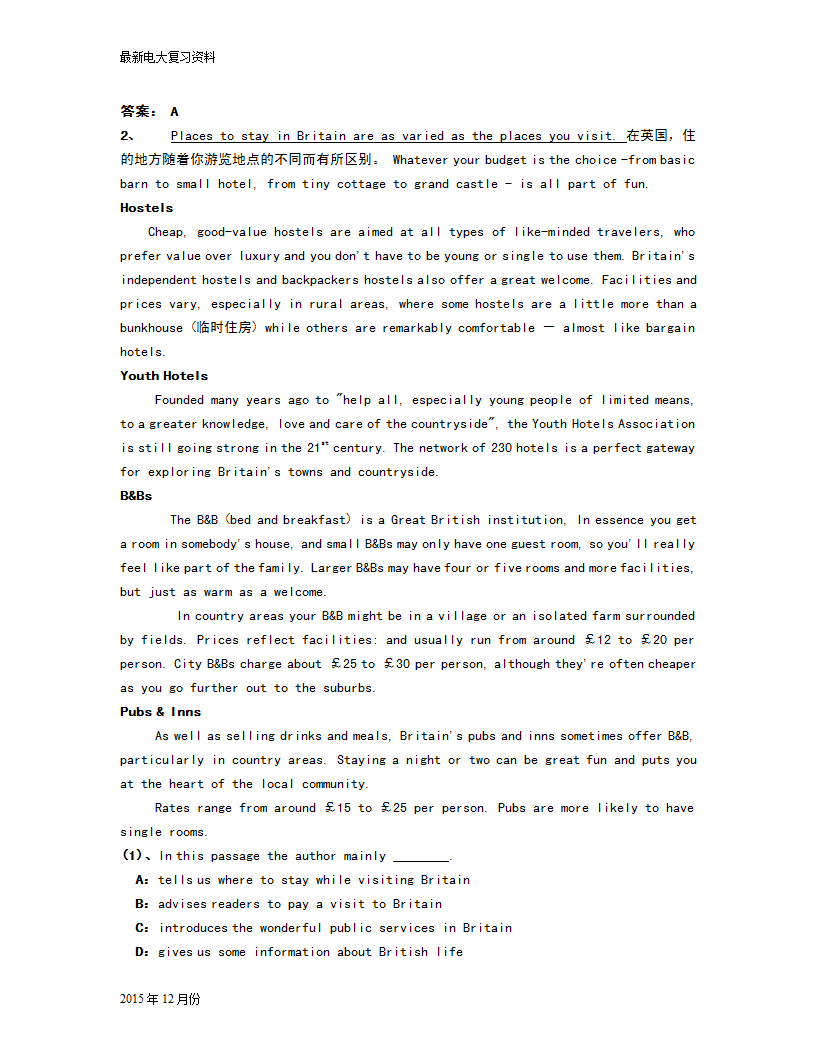 最新电大复习资料
答案： A
2、 Places to stay in Britain are as varied as the places you visit. 在英国，住
的地方随着你游览地点的不同而有所区别。 Whatever your budget is the choice -from basic
barn to small hotel, from tiny cottage to grand castle - is all part of fun.
Hostels
Cheap, good-value hostels are aimed at all types of like-minded travelers, who
prefer value over luxury and you don't have to be young or single to use them. Britain's
independent hostels and backpackers hostels also offer a great welcome. Facilities and
prices vary, especially in rural areas, where some hostels are a little more than a
bunkhouse (临时住房) while others are remarkably comfortable — almost like bargain
hotels.
Youth Hotels
Founded many years ago to "help all, especially young people of limited means,
to a greater knowledge, love and care of the countryside", the Youth Hotels Association
is still going strong in the 21st century. The network of 230 hotels is a perfect gateway
for exploring Britain's towns and countryside.
B&Bs
The B&B (bed and breakfast) is a Great British institution, In essence you get
a room in somebody's house, and small B&Bs may only have one guest room, so you'll really
feel like part of the family. Larger B&Bs may have four or five rooms and more facilities,
but just as warm as a welcome.
In country areas your B&B might be in a village or an isolated farm surrounded
by fields. Prices reflect facilities: and usually run from around ￡12 to ￡20 per
person. City B&Bs charge about ￡25 to ￡30 per person, although they're often cheaper
as you go further out to the suburbs.
Pubs & Inns
As well as selling drinks and meals, Britain's pubs and inns sometimes offer B&B,
particularly in country areas. Staying a night or two can be great fun and puts you
at the heart of the local community.
Rates range from around ￡15 to ￡25 per person. Pubs are more likely to have
single rooms.
(1)、In this passage the author mainly ________.
A：tells us where to stay while visiting Britain
B：advises readers to pay a visit to Britain
C：introduces the wonderful public services in Britain
D：gives us some information about British life
2015 年 12 月份